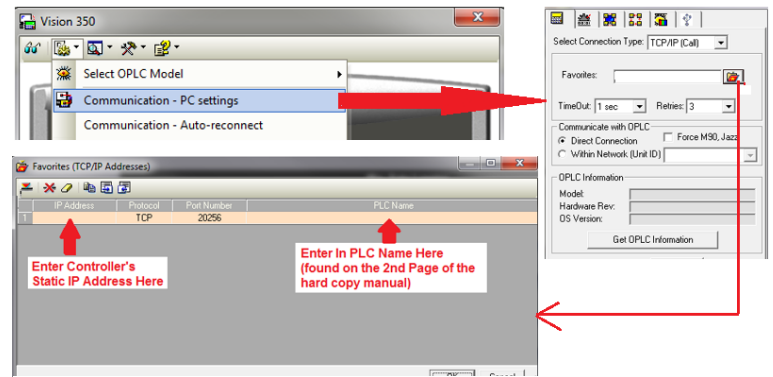 Vision 350
Select OPLC Model
Communication - PC settings
Communication - Auto-reconnect
Select Connection Type: TCP/IP (Call)
Favorites:
TimeOut: 1 sec Retries: 3
Communicate with OPLC
Direct Connection Force M90, Jazz
Within Network (Unit ID)
OPLC Information
Model:
Hardware Rev:
OS Version:
Get OPLC Information
Favorites (TCP/IP Addresses)
IP Address Protocol Port Number PLC Name
1 TCP 20256
Enter Controller's
Static IP Address Here
Enter In PLC Name Here
(found on the 2nd Page of the
hard copy manual)